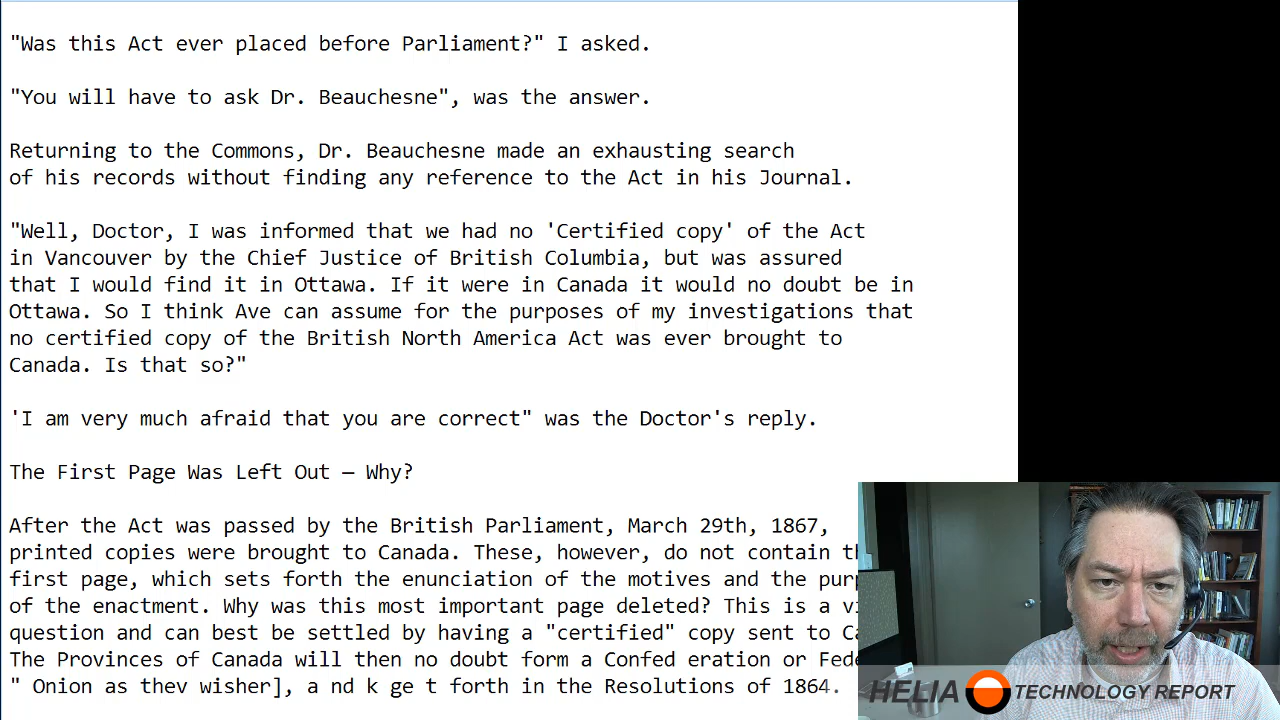 "Was this Act ever placed before Parliament?" I asked.
"You will have to ask Dr. Beauchesne", was the answer.
Returning to the Commons, Dr. Beauchesne made an exhausting search
of his records without finding any reference to the Act in his Journal.
"Well, Doctor, I was informed that we had no 'Certified copy' of the Act
in Vancouver by the Chief Justice of British Columbia, but was assured
that I would find it in Ottawa. If it were in Canada it would no doubt be in
Ottawa. So I think Ave can assume for the purposes of my investigations that
no certified copy of the British North America Act was ever brought to
Canada. Is that so?"
'I am very much afraid that you are correct" was the Doctor's reply.
The First Page Was Left Out — Why?
After the Act was passed by the British Parliament, March 29th, 1867,
printed copies were brought to Canada. These, however, do not contain
first page, which sets forth the enunciation of the motives and the
of the enactment. Why was this most important page deleted? This is a
question and can best be settled by having a "certified" copy sent to
The Provinces of Canada will then no doubt form a Confed eration or
" Onion as thev wisher], a nd k ge t forth in the Resolutions of 1864.
HELIA TECHNOLOGY REPORT